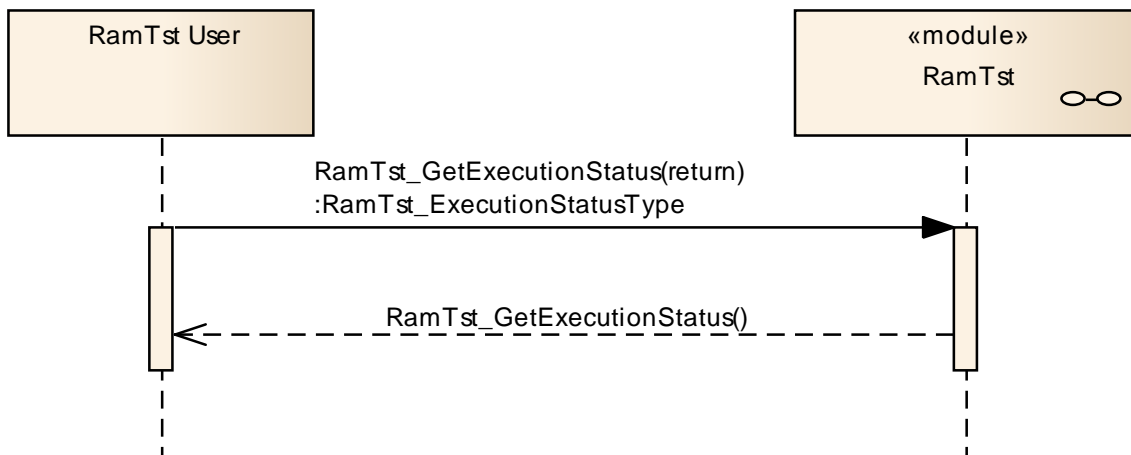 RamTst User
«module»
RamTst
RamTst_GetExecutionStatus(return)
:RamTst_ExecutionStatusType
RamTst_GetExecutionStatus()